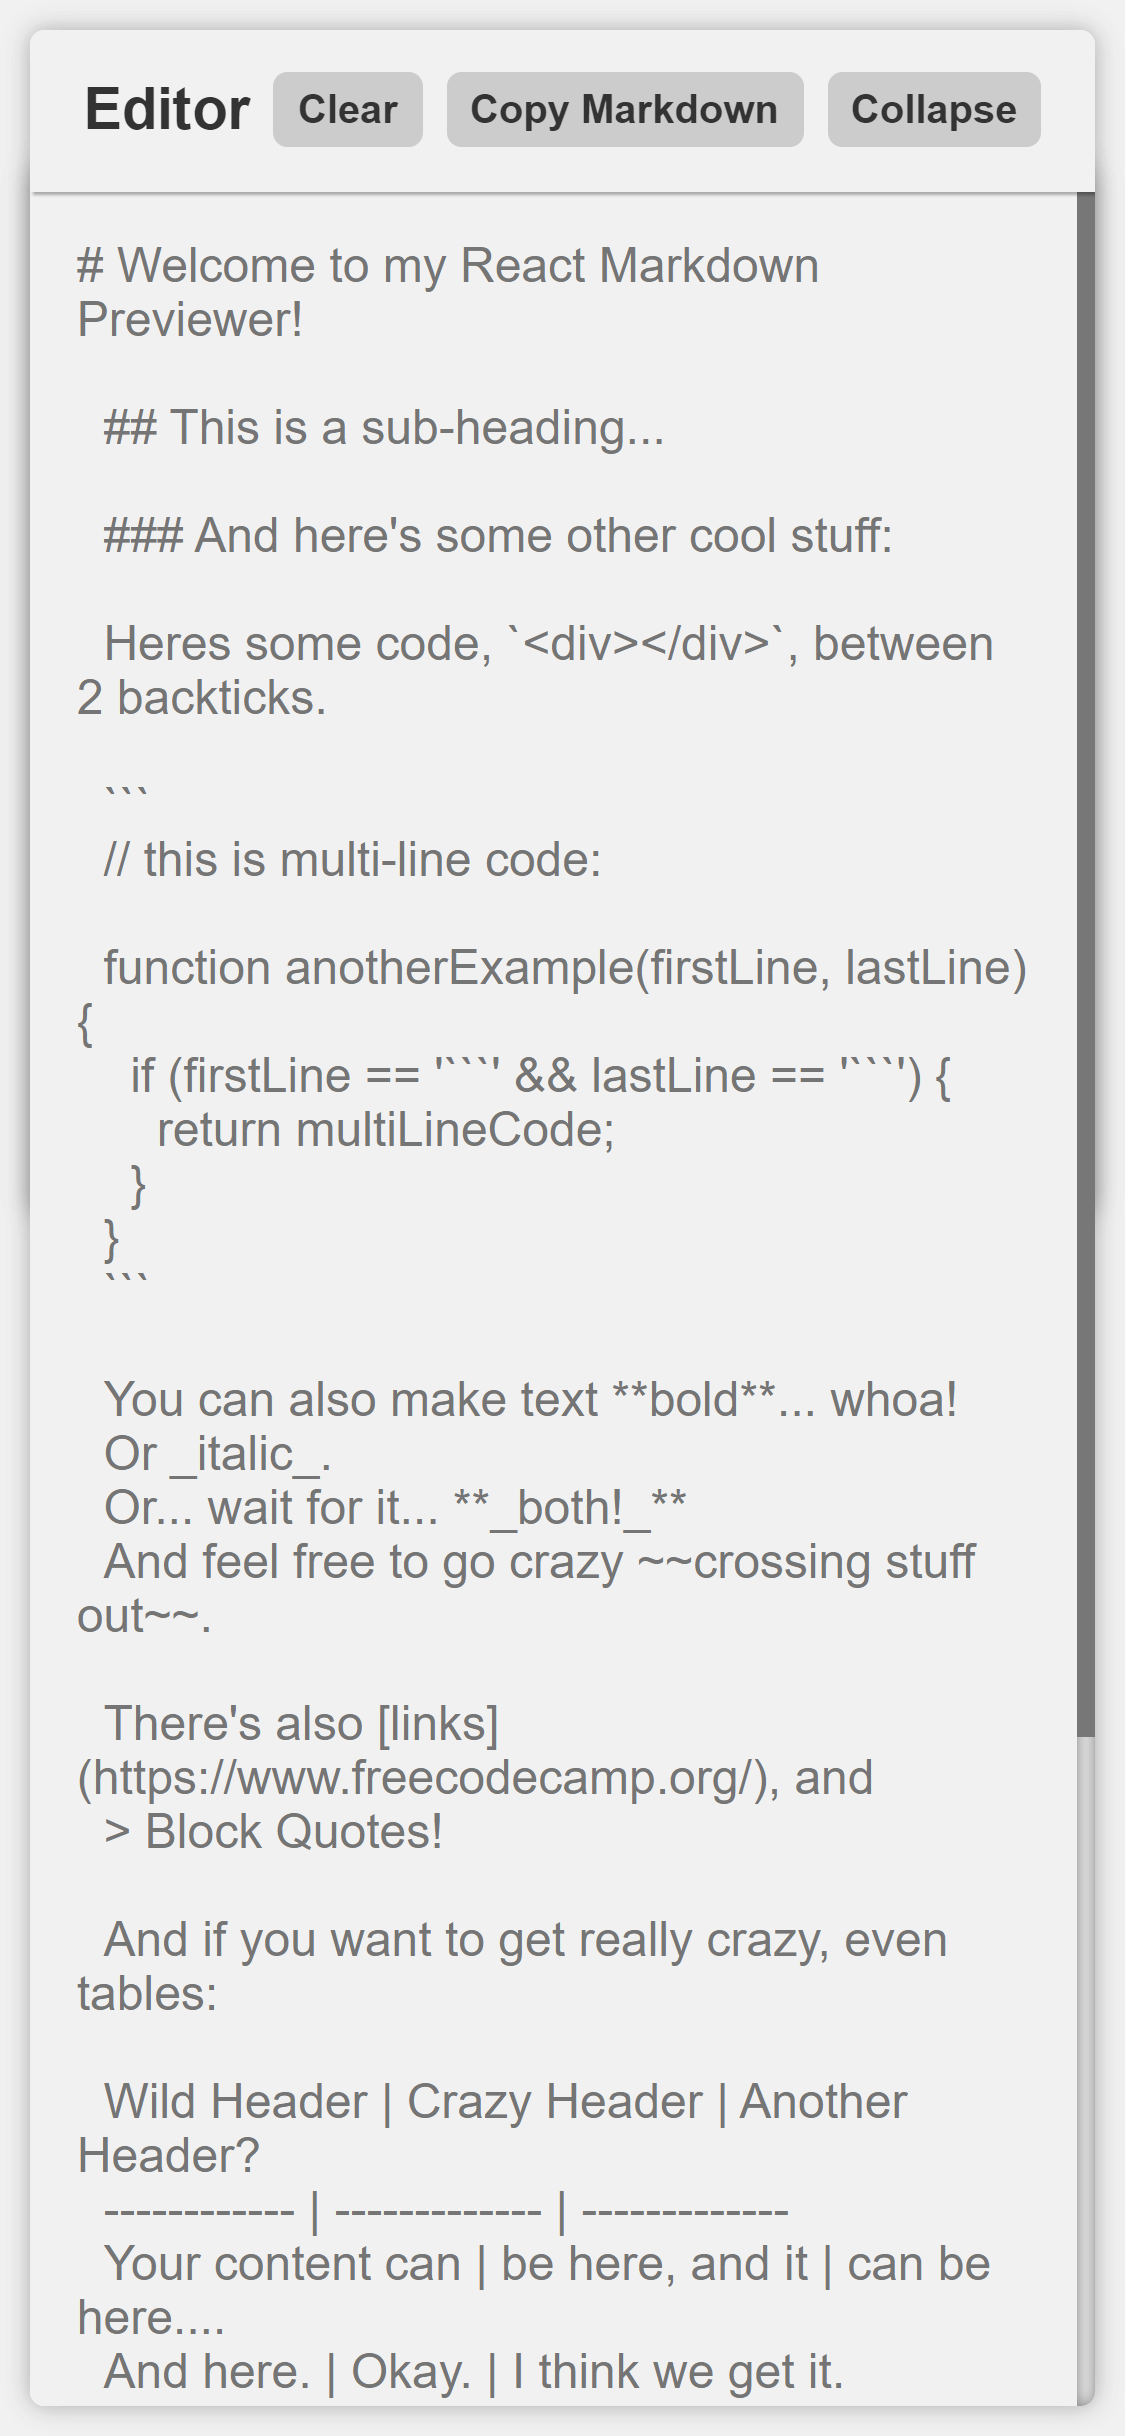 Editor Clear Copy Markdown Collapse
# Welcome to my React Markdown
Previewer!
## This is a sub-heading...
### And here's some other cool stuff:
Heres some code, `<div></div>`, between
2 backticks.
```
// this is multi-line code:
function anotherExample(firstLine, lastLine)
{
if (firstLine == '```' && lastLine == '```') {
return multiLineCode;
}
}
```
You can also make text **bold**... whoa!
Or _italic_.
Or... wait for it... **_both!_**
And feel free to go crazy ~~crossing stuff
out~~.
There's also [links]
(https://www.freecodecamp.org/), and
> Block Quotes!
And if you want to get really crazy, even
tables:
Wild Header | Crazy Header | Another
Header?
------------ | ------------- | -------------
Your content can | be here, and it | can be
here....
And here. | Okay. | I think we get it.